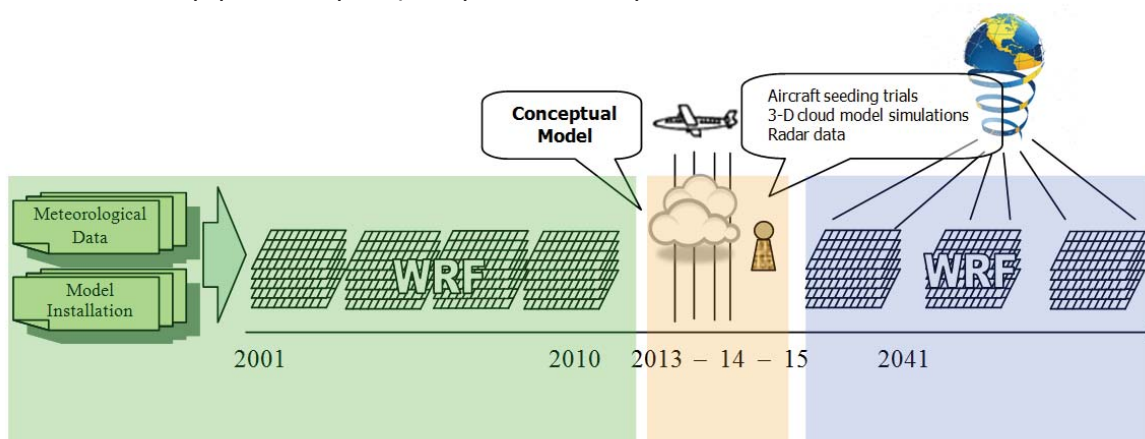 Conceptual
Model
Aircraft seeding trials
3-D cloud model simulations
Radar data
Meteorological
Data
Model
Installation
WRF
WRF
2001
2010
2013 – 14 – 15
2041